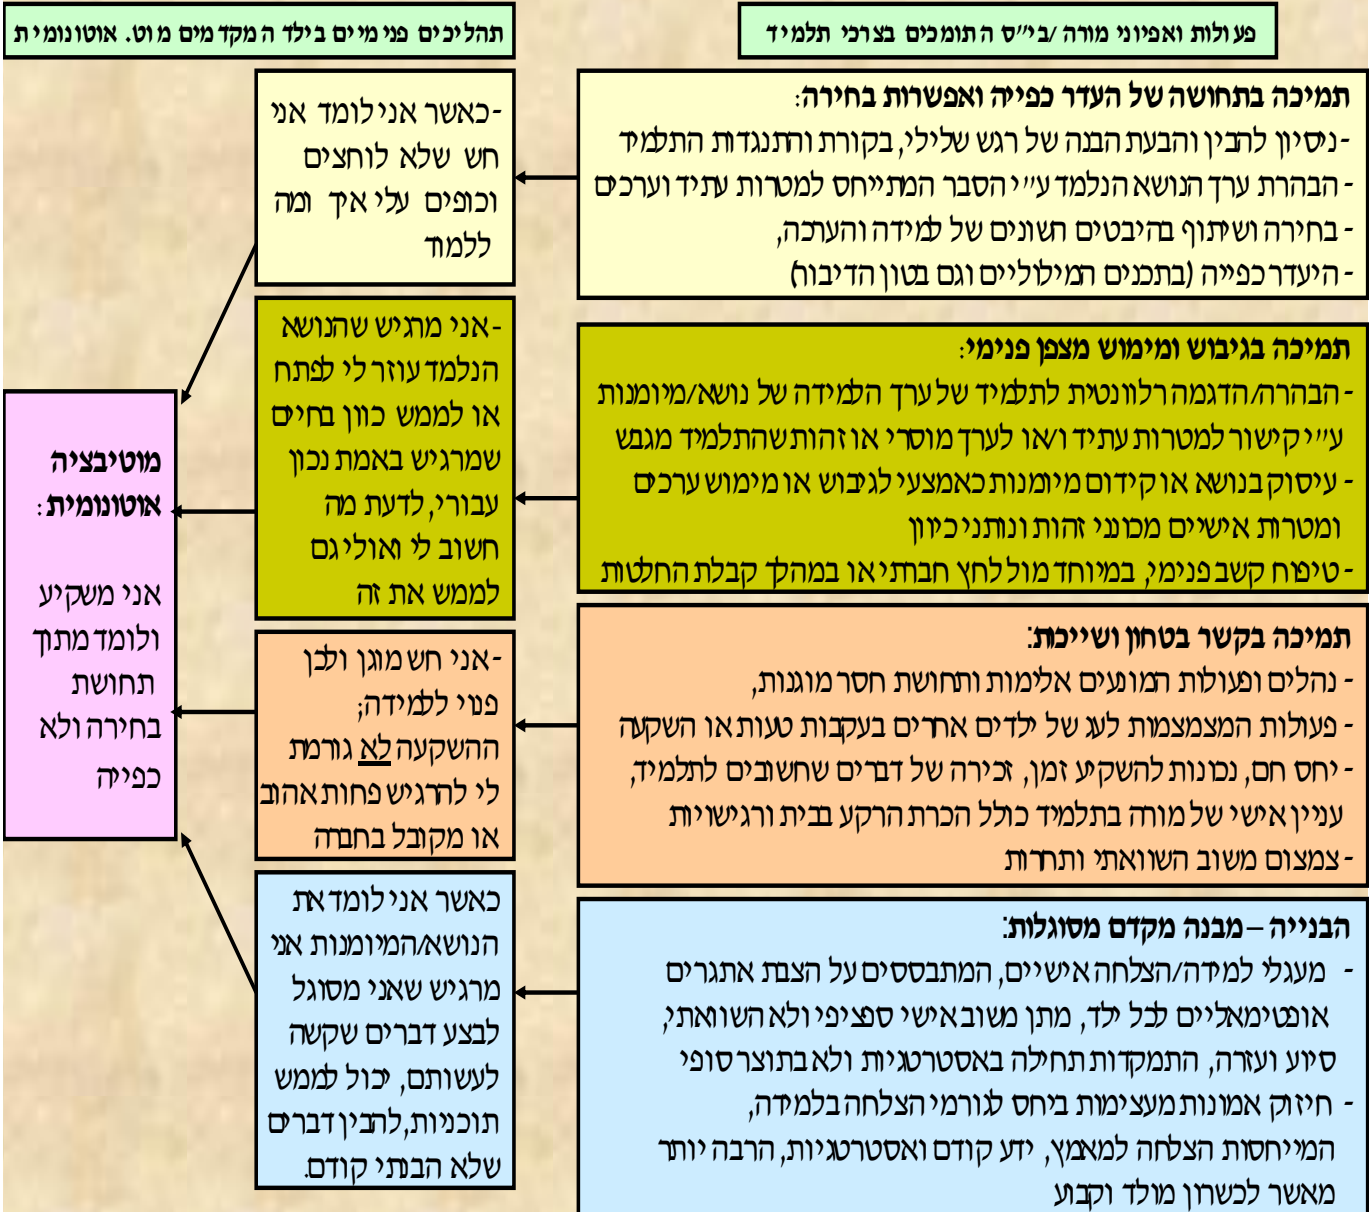 פעולות ואפיוני מורה /בי״ס התומכים בצרכי תלמיד
תהליכים פנימיים בילד המקדמים מוט. אוטונומית
תמיכה בתחושה של העדר כפייה ואפשרות בחירה:
-ניסיון להבין והבעת הבנה של רגש שלילי, בקורת והתנגדות התלמיד
- הבהרת ערך הנושא הנלמד ע״י הסבר המתייחס למטרות עתיד וערכים
- בחירה ושיתוף בהיבטים תשונים של למידה והערכה,
- היעדר כפייה (בתכנים המילוליים וגם בטון הדיבור)
תמיכה בגיבוש ומימוש מצפן פנימי:
- הבהרה/הדגמה רלוונטית לתלמיד של ערך הלמידה של נושא/מיומנות
ע״י קישור למטרות עתיד ו/או לערך מוסרי או זהות שהתלמיד מגבש
- עיסוק בנושא או קידום מיומנות כאמצעי לגיבוש או מימוש ערכים
ומטרות אישיים מכונני זהות ונותני כיוון
- טיפוח קשב פנימי, במיוחד מול לחץ חברתי או במהלך קבלת החלטות
תמיכה בקשר בטחון ושייכות:
- נהלים ופעולות המונעים אלימות ותחושת חסר מוגנות,
- פעולות המצמצמות לעג של ילדים אחרים בעקבות טעות או השקעה
- יחס חם, נכונות להשקיע זמן, זכירה של דברים שחשובים לתלמיד,
עניין אישי של מורה בתלמיד כולל הכרת הרקע בבית ורגישויות
- צמצום משוב השוואתי ותחרות
הבנייה – מבנה מקדם מסוגלות:
- מעגלי למידה/הצלחה אישיים, המתבססים על הצבת אתגרים
אופטימאליים לכל ילד, מתן משוב אישי ספציפי ולא השוואתי,
סיוע ועזרה, התמקדות תחילה באסטרטגיות ולא בתוצר סופי
- חיזוק אמונות מעצימות ביחס לגורמי הצלחה בלמידה,
המייחסות הצלחה למאמץ, ידע קודם ואסטרטגיות, הרבה יותר
מאשר לכשרון מולד וקבוע
-כאשר אני לומד אני
חש שלא לוחצים
וכופים עלי איך ומה
ללמוד
-אני מרגיש שהנושא
הנלמד עוזר לי לפתח
או לממש כוון בחיים
שמרגיש באמת נכון
עבורי, לדעת מה
חשוב לי ואולי גם
לממש את זה
-אני חש מוגן ולכן
פנוי ללמידה;
ההשקעה לא גורמת
לי להרגיש פחות אהוב
או מקובל בחברה
כאשר אני לומד את
הנושא/המיומנות אני
מרגיש שאני מסוגל
לבצע דברים שקשה
לעשותם, יכול לממש
תוכניות, להבין דברים
שלא הבנתי קודם.
מוטיבציה
אוטונומית:
אני משקיע
ולומד מתוך
תחושת
בחירה ולא
כפייה